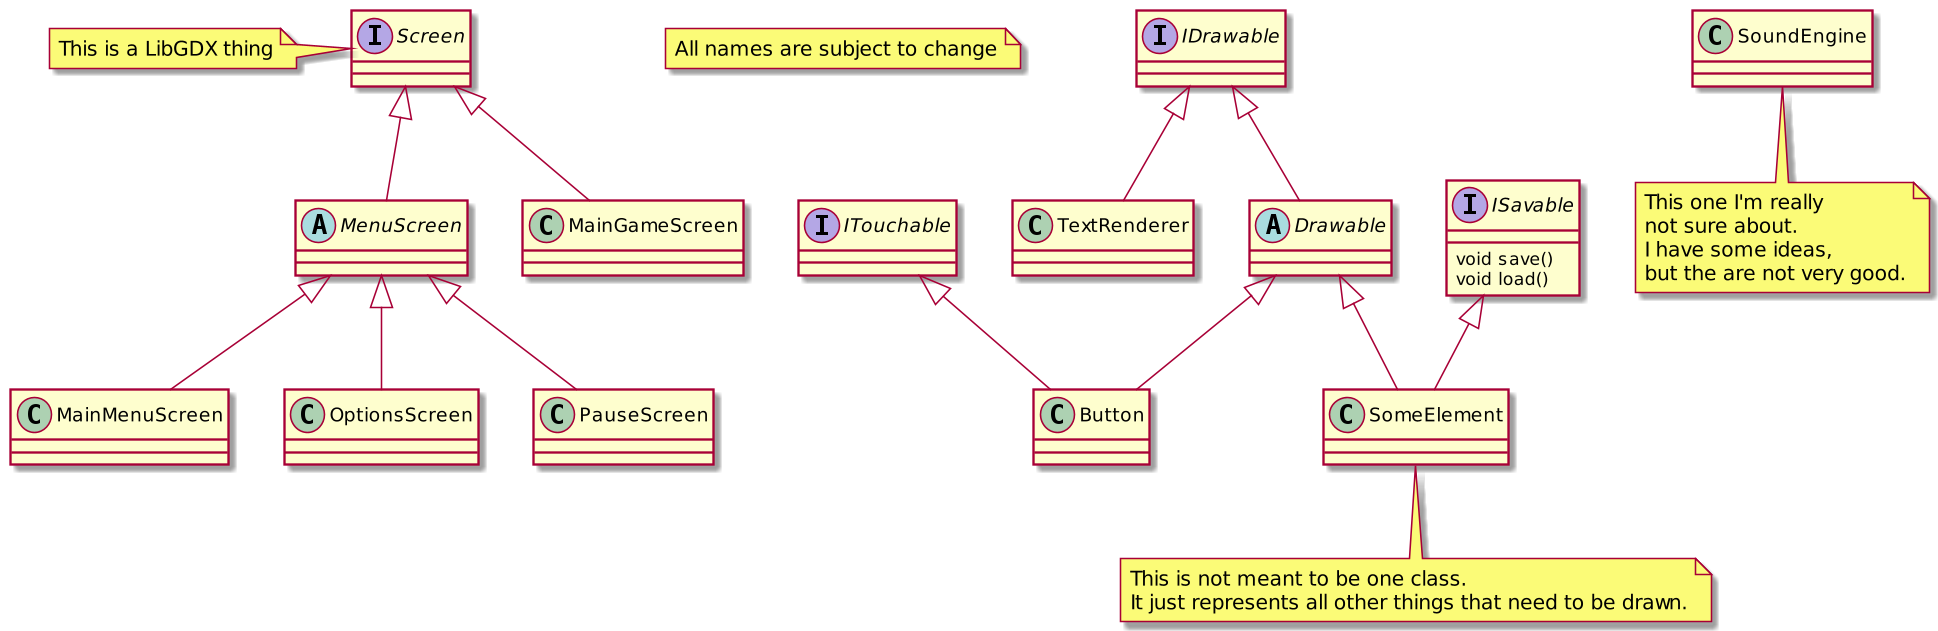 This is a LibGDX thing
I Screen
All names are subject to change
I IDrawable
C SoundEngine
A MenuScreen
C MainGameScreen
I ITouchable
C TextRenderer
A Drawable
I ISavable
void save()
void load()
This one I'm really
not sure about.
I have some ideas,
but the are not very good.
C MainMenuScreen
C OptionsScreen
C PauseScreen
C Button
C SomeElement
This is not meant to be one class.
It just represents all other things that need to be drawn.